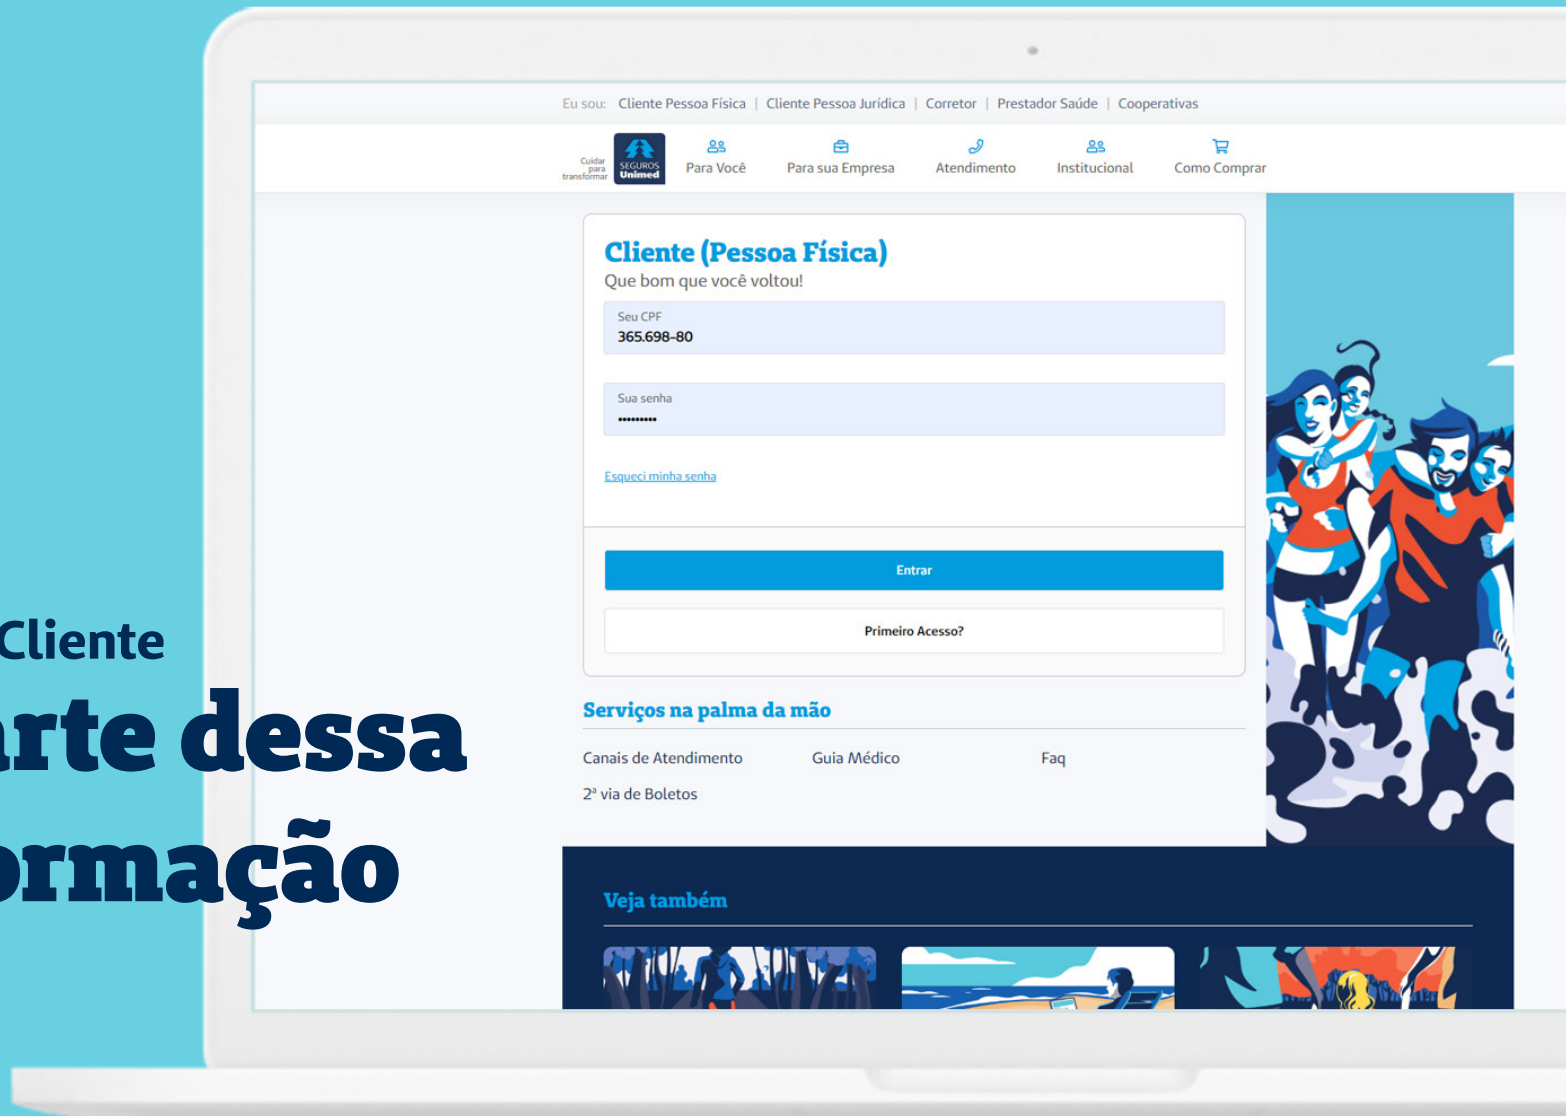 Eu sou: Cliente Pessoa Física | Cliente Pessoa Jurídica | Corretor | Prestador Saúde | Cooperativas
Cuidar
para
transformar
SEGUROS
Unimed
Para Você Para sua Empresa Atendimento Institucional Como Comprar
Cliente (Pessoa Física)
Que bom que você voltou!
Seu CPF
365.698-80
Sua senha
•••••••••
Esqueci minha senha
Entrar
Primeiro Acesso?
Serviços na palma da mão
Canais de Atendimento Guia Médico Faq
2ª via de Boletos
Veja também
Cliente
arte dessa
ormação